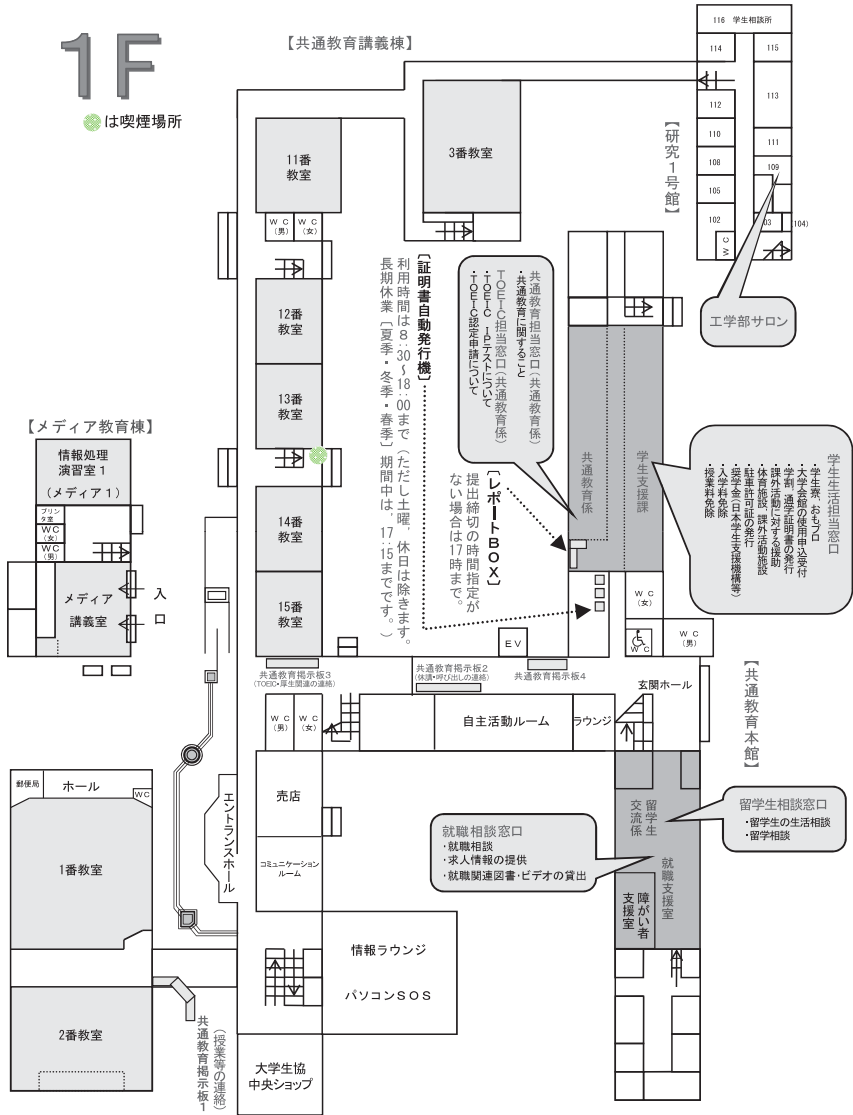 1F
は喫煙場所
【共通教育講義棟】
116 学生相談所
114
115
113
112
110
111
108
109
105
102
103
(104)
WC
【研究1号館】
工学部サロン
11番
教室
3番教室
WC
(男)
WC
(女)
12番
教室
13番
教室
14番
教室
15番
教室
［証明書自動発行機］
利用時間は8:30〜18:00まで（ただし土曜，休日は除きます。
長期休業［夏季・冬季・春季］期間中は，17:15までです。）
共通教育担当窓口(共通教育係)
・共通教育に関すること
TOEIC担当窓口(共通教育係)
・TOEIC IPテストについて
・TOEIC認定申請について
［レポートBOX］
提出締切の時間指定が
ない場合は17時まで。
共通教育係
学生支援課
学生生活担当窓口
・学生寮，おもプロ
・大学会館の使用申込受付
・学割，通学証明書の発行
・課外活動に対する援助
・体育施設，課外活動施設
・駐車許可証の発行
・奨学金(日本学生支援機構等)
・入学料免除
・授業料免除
【メディア教育棟】
情報処理
演習室1
(メディア1)
プリン
タ室
WC
(女)
WC
(男)
メディア
講義室
入口
EV
WC
(女)
WC
WC
(男)
共通教育掲示板3
(TOEIC・厚生関連の連絡)
共通教育掲示板2
(休講・呼び出しの連絡)
共通教育掲示板4
玄関ホール
【共通教育本館】
WC
(男)
WC
(女)
自主活動ルーム
ラウンジ
売店
コミュニケーション
ルーム
エントランスホール
郵便局
ホール
WC
1番教室
2番教室
共通教育掲示板1
(授業等の連絡)
就職相談窓口
・就職相談
・求人情報の提供
・就職関連図書・ビデオの貸出
留学生
交流係
就職支援室
障がい者
支援室
留学生相談窓口
・留学生の生活相談
・留学相談
情報ラウンジ
パソコンSOS
大学生協
中央ショップ